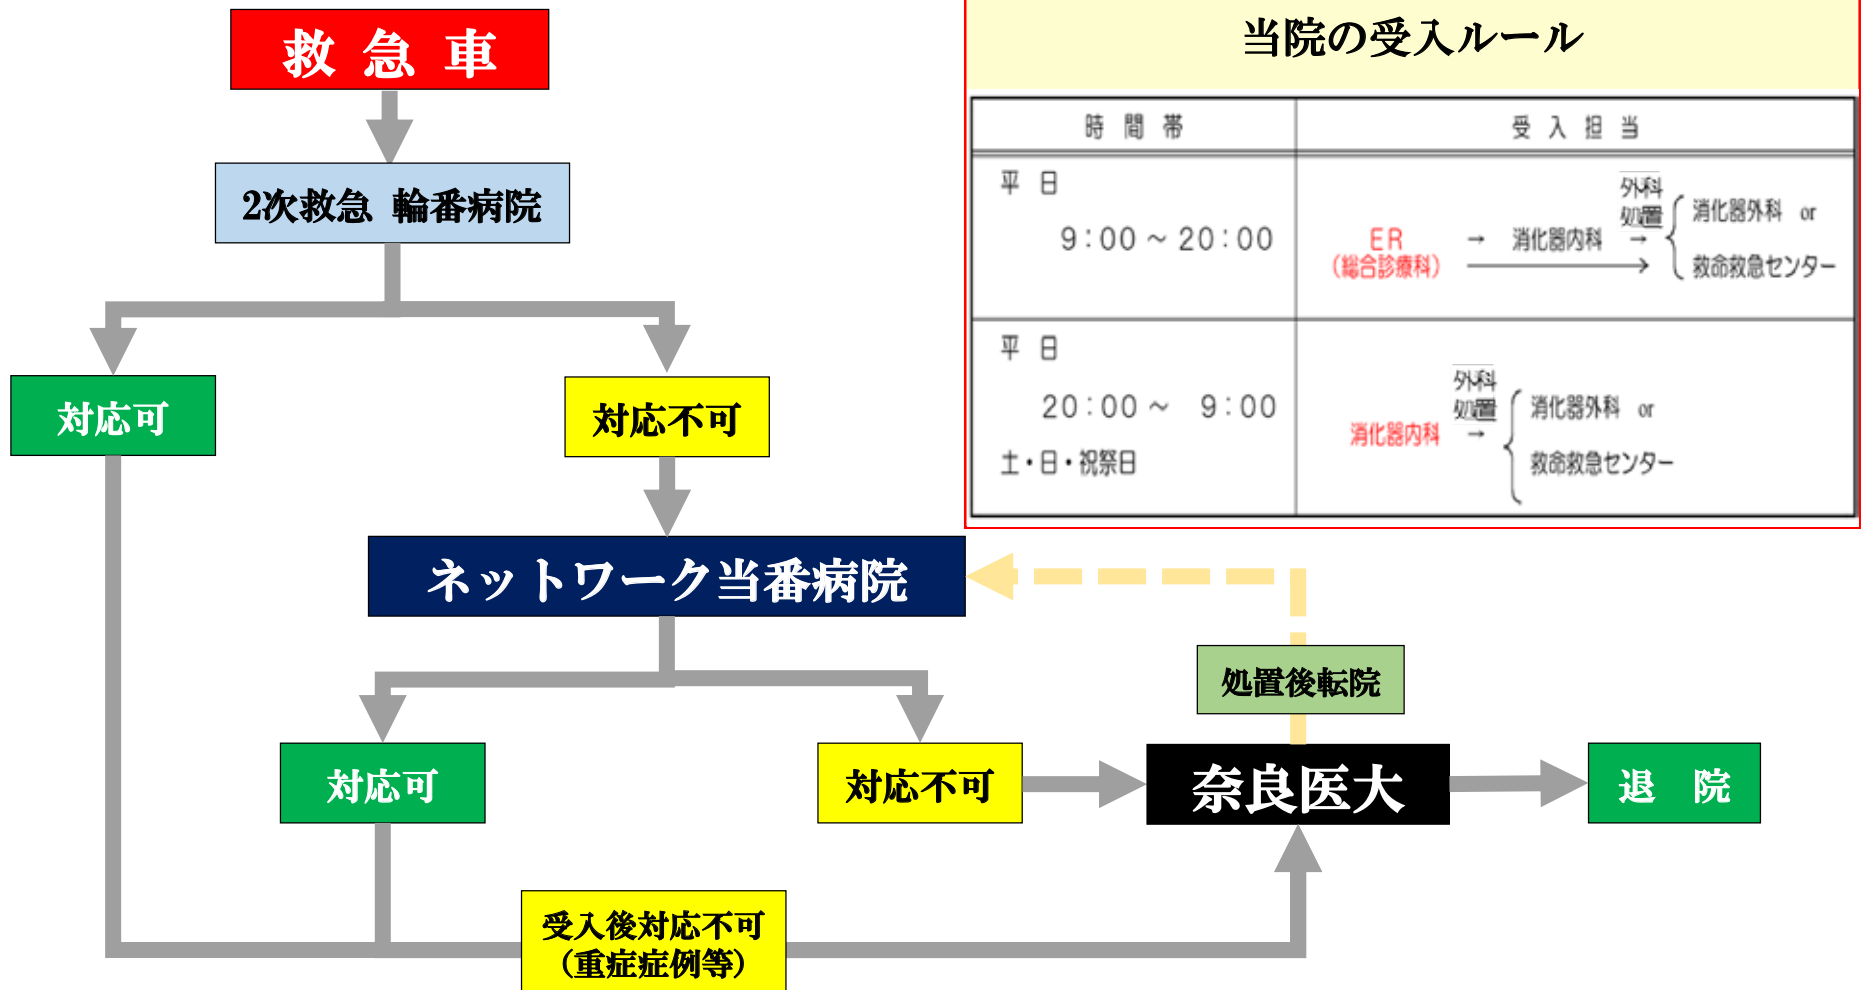 救 急 車
2次救急 輪番病院
対応可
対応不可
ネットワーク当番病院
対応可
対応不可
処置後転院
奈良医大
退 院
受入後対応不可
(重症症例等)
当院の受入ルール
時 間 帯
受 入 担 当
平 日
9:00 ~ 20:00
ER
(総合診療科)
→ 消化器内科
外科
処置
→
消化器外科 or
救命救急センター
平 日
20:00 ~ 9:00
土・日・祝祭日
消化器内科
外科
処置
→
消化器外科 or
救命救急センター